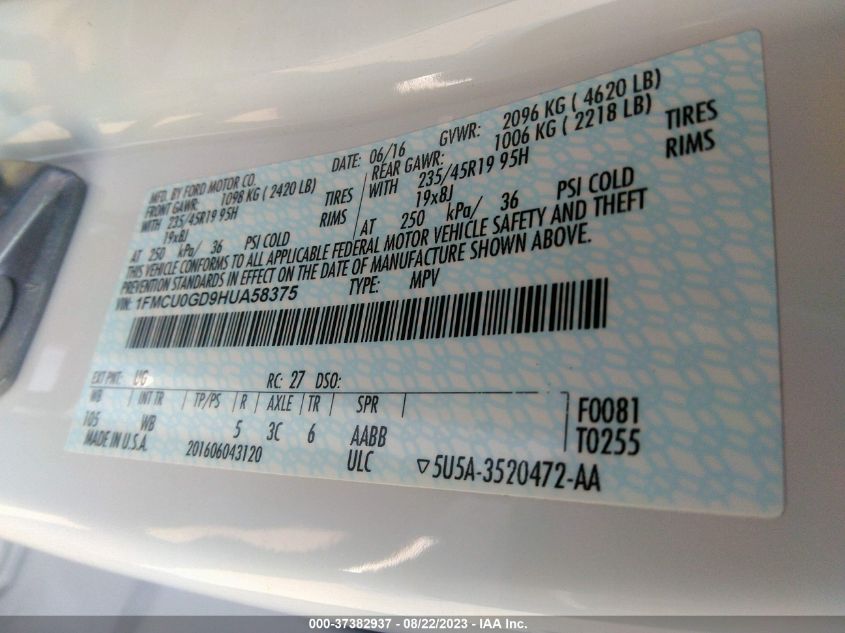 MFD. BY FORD MOTOR CO.
DATE: 06/16 GVWR: 2096 KG ( 4620 LB)
FRONT GAWR: 1098 KG ( 2420 LB)
REAR GAWR: 1006 KG ( 2218 LB)
WITH 235/45R19 95H TIRES
WITH 235/45R19 95H TIRES
19x8J RIMS
19x8J RIMS
AT 250 kPa/ 36 PSI COLD
AT 250 kPa/ 36 PSI COLD
THIS VEHICLE CONFORMS TO ALL APPLICABLE FEDERAL MOTOR VEHICLE SAFETY AND THEFT
PREVENTION STANDARDS IN EFFECT ON THE DATE OF MANUFACTURE SHOWN ABOVE.
VIN: 1FMCU0GD9HUA58375 TYPE: MPV
EXT PNT: UG RC: 27 DSO:
WB INT TR TP/PS R AXLE TR SPR F0081
105 WB 5 3C 6 AABB T0255
MADE IN U.S.A. 201606043120 ULC ▽5U5A-3520472-AA
000-37382937 - 08/22/2023 - IAA Inc.